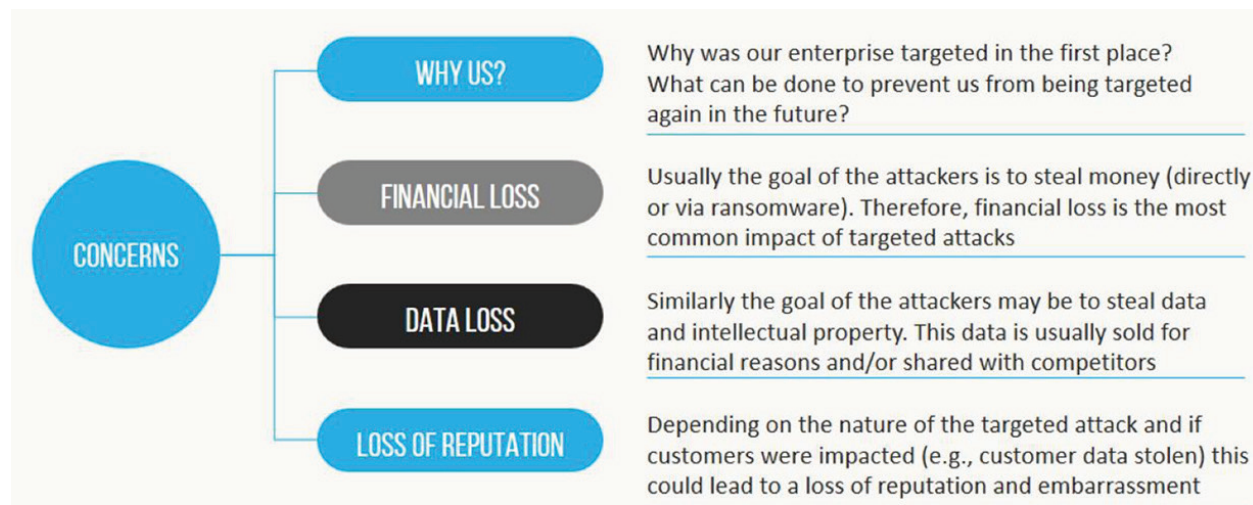 CONCERNS
WHY US?
Why was our enterprise targeted in the first place?
What can be done to prevent us from being targeted
again in the future?
FINANCIAL LOSS
Usually the goal of the attackers is to steal money (directly
or via ransomware). Therefore, financial loss is the most
common impact of targeted attacks
DATA LOSS
Similarly the goal of the attackers may be to steal data
and intellectual property. This data is usually sold for
financial reasons and/or shared with competitors
LOSS OF REPUTATION
Depending on the nature of the targeted attack and if
customers were impacted (e.g., customer data stolen) this
could lead to a loss of reputation and embarrassment